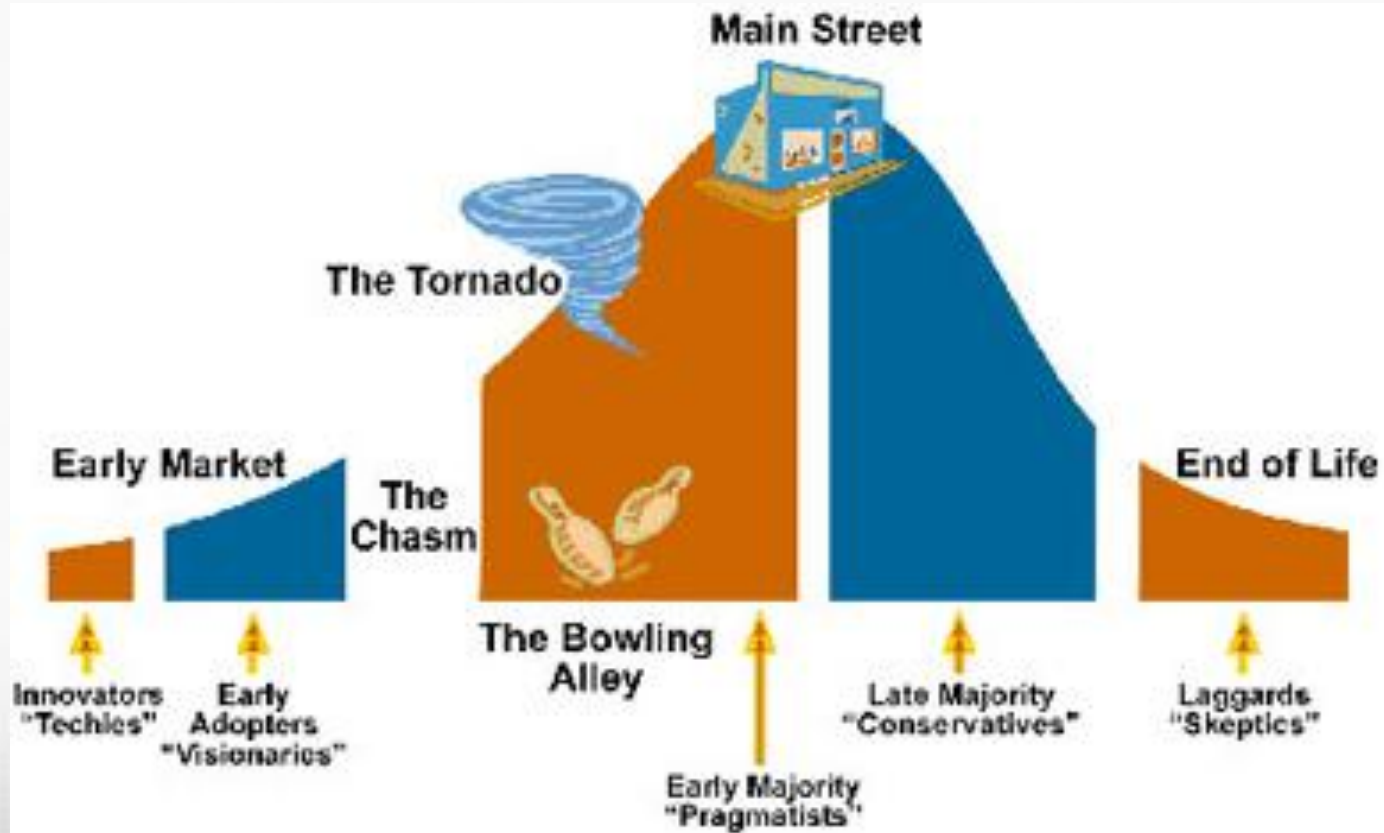 Main Street
The Tornado
Early Market
The
Chasm
End of Life
The Bowling
Alley
Innovators
"Techies"
Early
Adopters
"Visionaries"
Early Majority
"Pragmatists"
Late Majority
"Conservatives"
Laggards
"Skeptics"